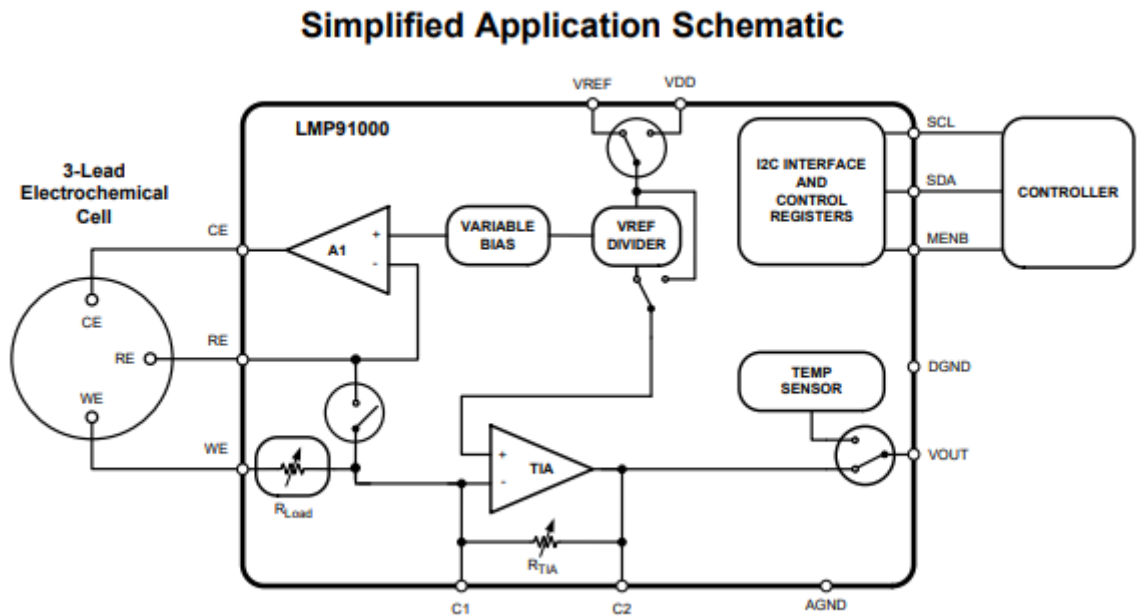 Simplified Application Schematic
VREF
VDD
LMP91000
SCL
3-Lead
Electrochemical
Cell
I2C INTERFACE
AND
CONTROL
REGISTERS
SDA
CONTROLLER
CE
+
A1
-
VARIABLE
BIAS
VREF
DIVIDER
MENB
CE
RE
RE
TEMP
SENSOR
DGND
WE
WE
+
TIA
-
VOUT
RLoad
RTIA
C1
C2
AGND